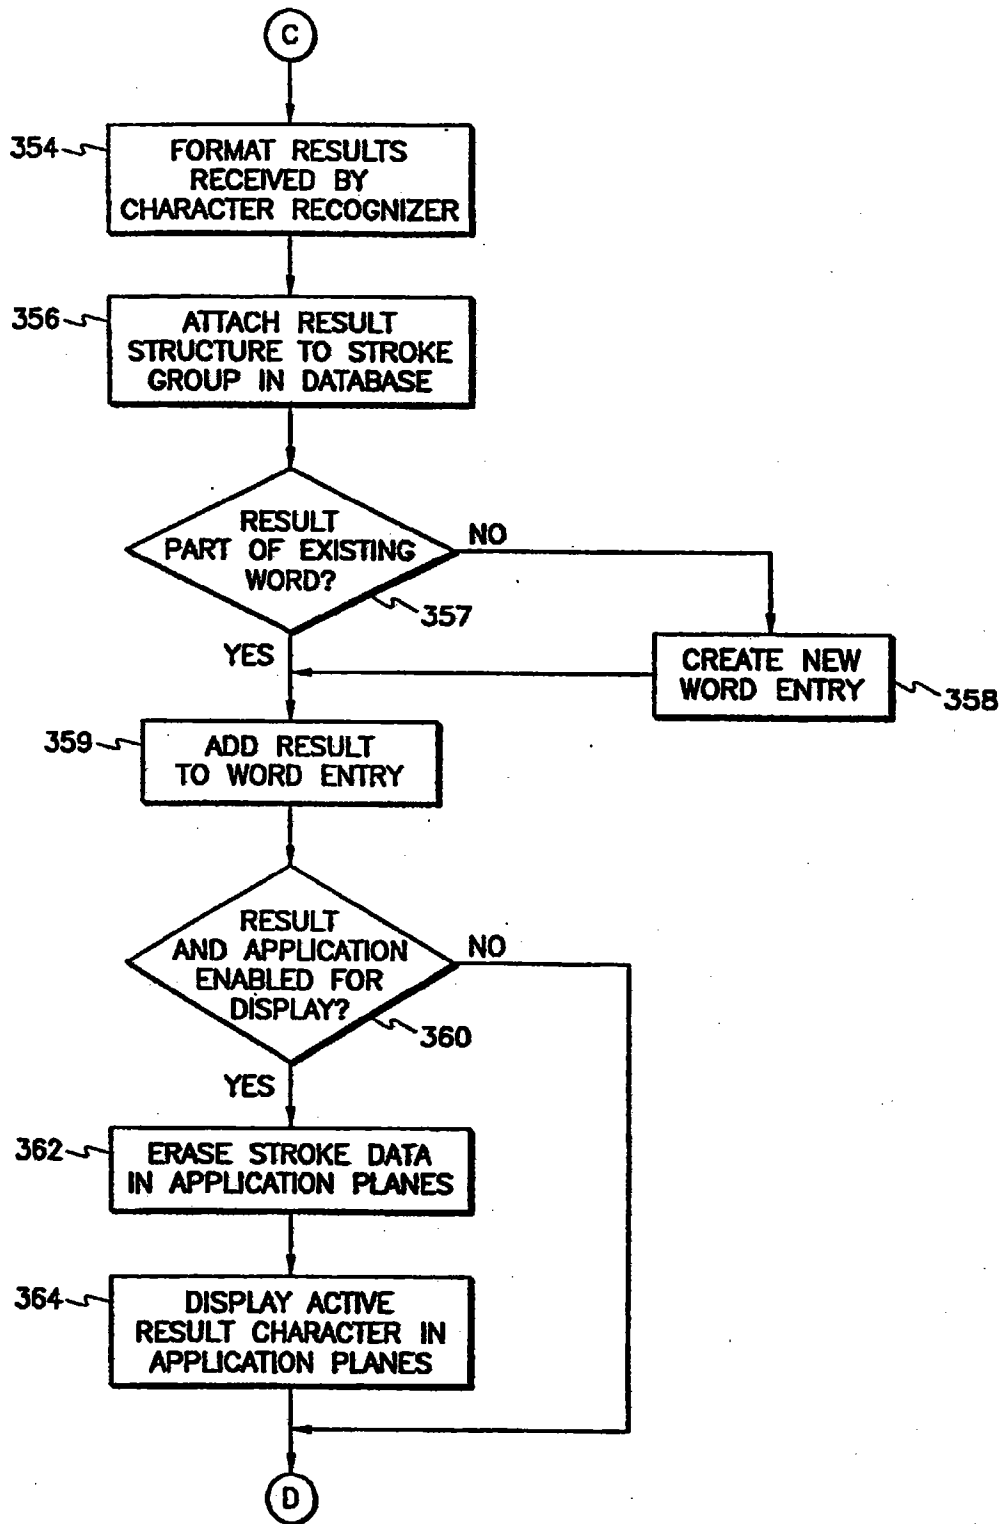 C
354
FORMAT RESULTS
RECEIVED BY
CHARACTER RECOGNIZER
356
ATTACH RESULT
STRUCTURE TO STROKE
GROUP IN DATABASE
RESULT
PART OF EXISTING
WORD?
NO
357
YES
CREATE NEW
WORD ENTRY
358
359
ADD RESULT
TO WORD ENTRY
RESULT
AND APPLICATION
ENABLED FOR
DISPLAY?
NO
360
YES
362
ERASE STROKE DATA
IN APPLICATION PLANES
364
DISPLAY ACTIVE
RESULT CHARACTER IN
APPLICATION PLANES
D